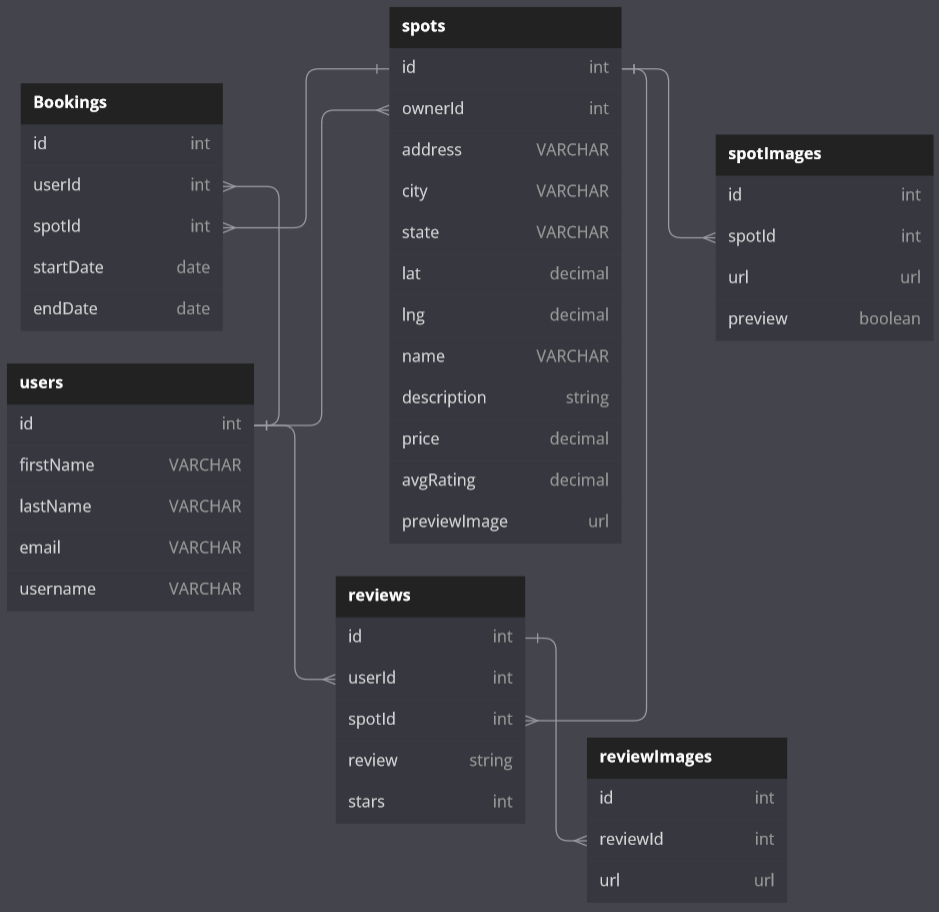 spots
id int
ownerId int
address VARCHAR
city VARCHAR
state VARCHAR
lat decimal
lng decimal
name VARCHAR
description string
price decimal
avgRating decimal
previewImage url
Bookings
id int
userId int
spotId int
startDate date
endDate date
spotImages
id int
spotId int
url url
preview boolean
users
id int
firstName VARCHAR
lastName VARCHAR
email VARCHAR
username VARCHAR
reviews
id int
userId int
spotId int
review string
stars int
reviewImages
id int
reviewId int
url url